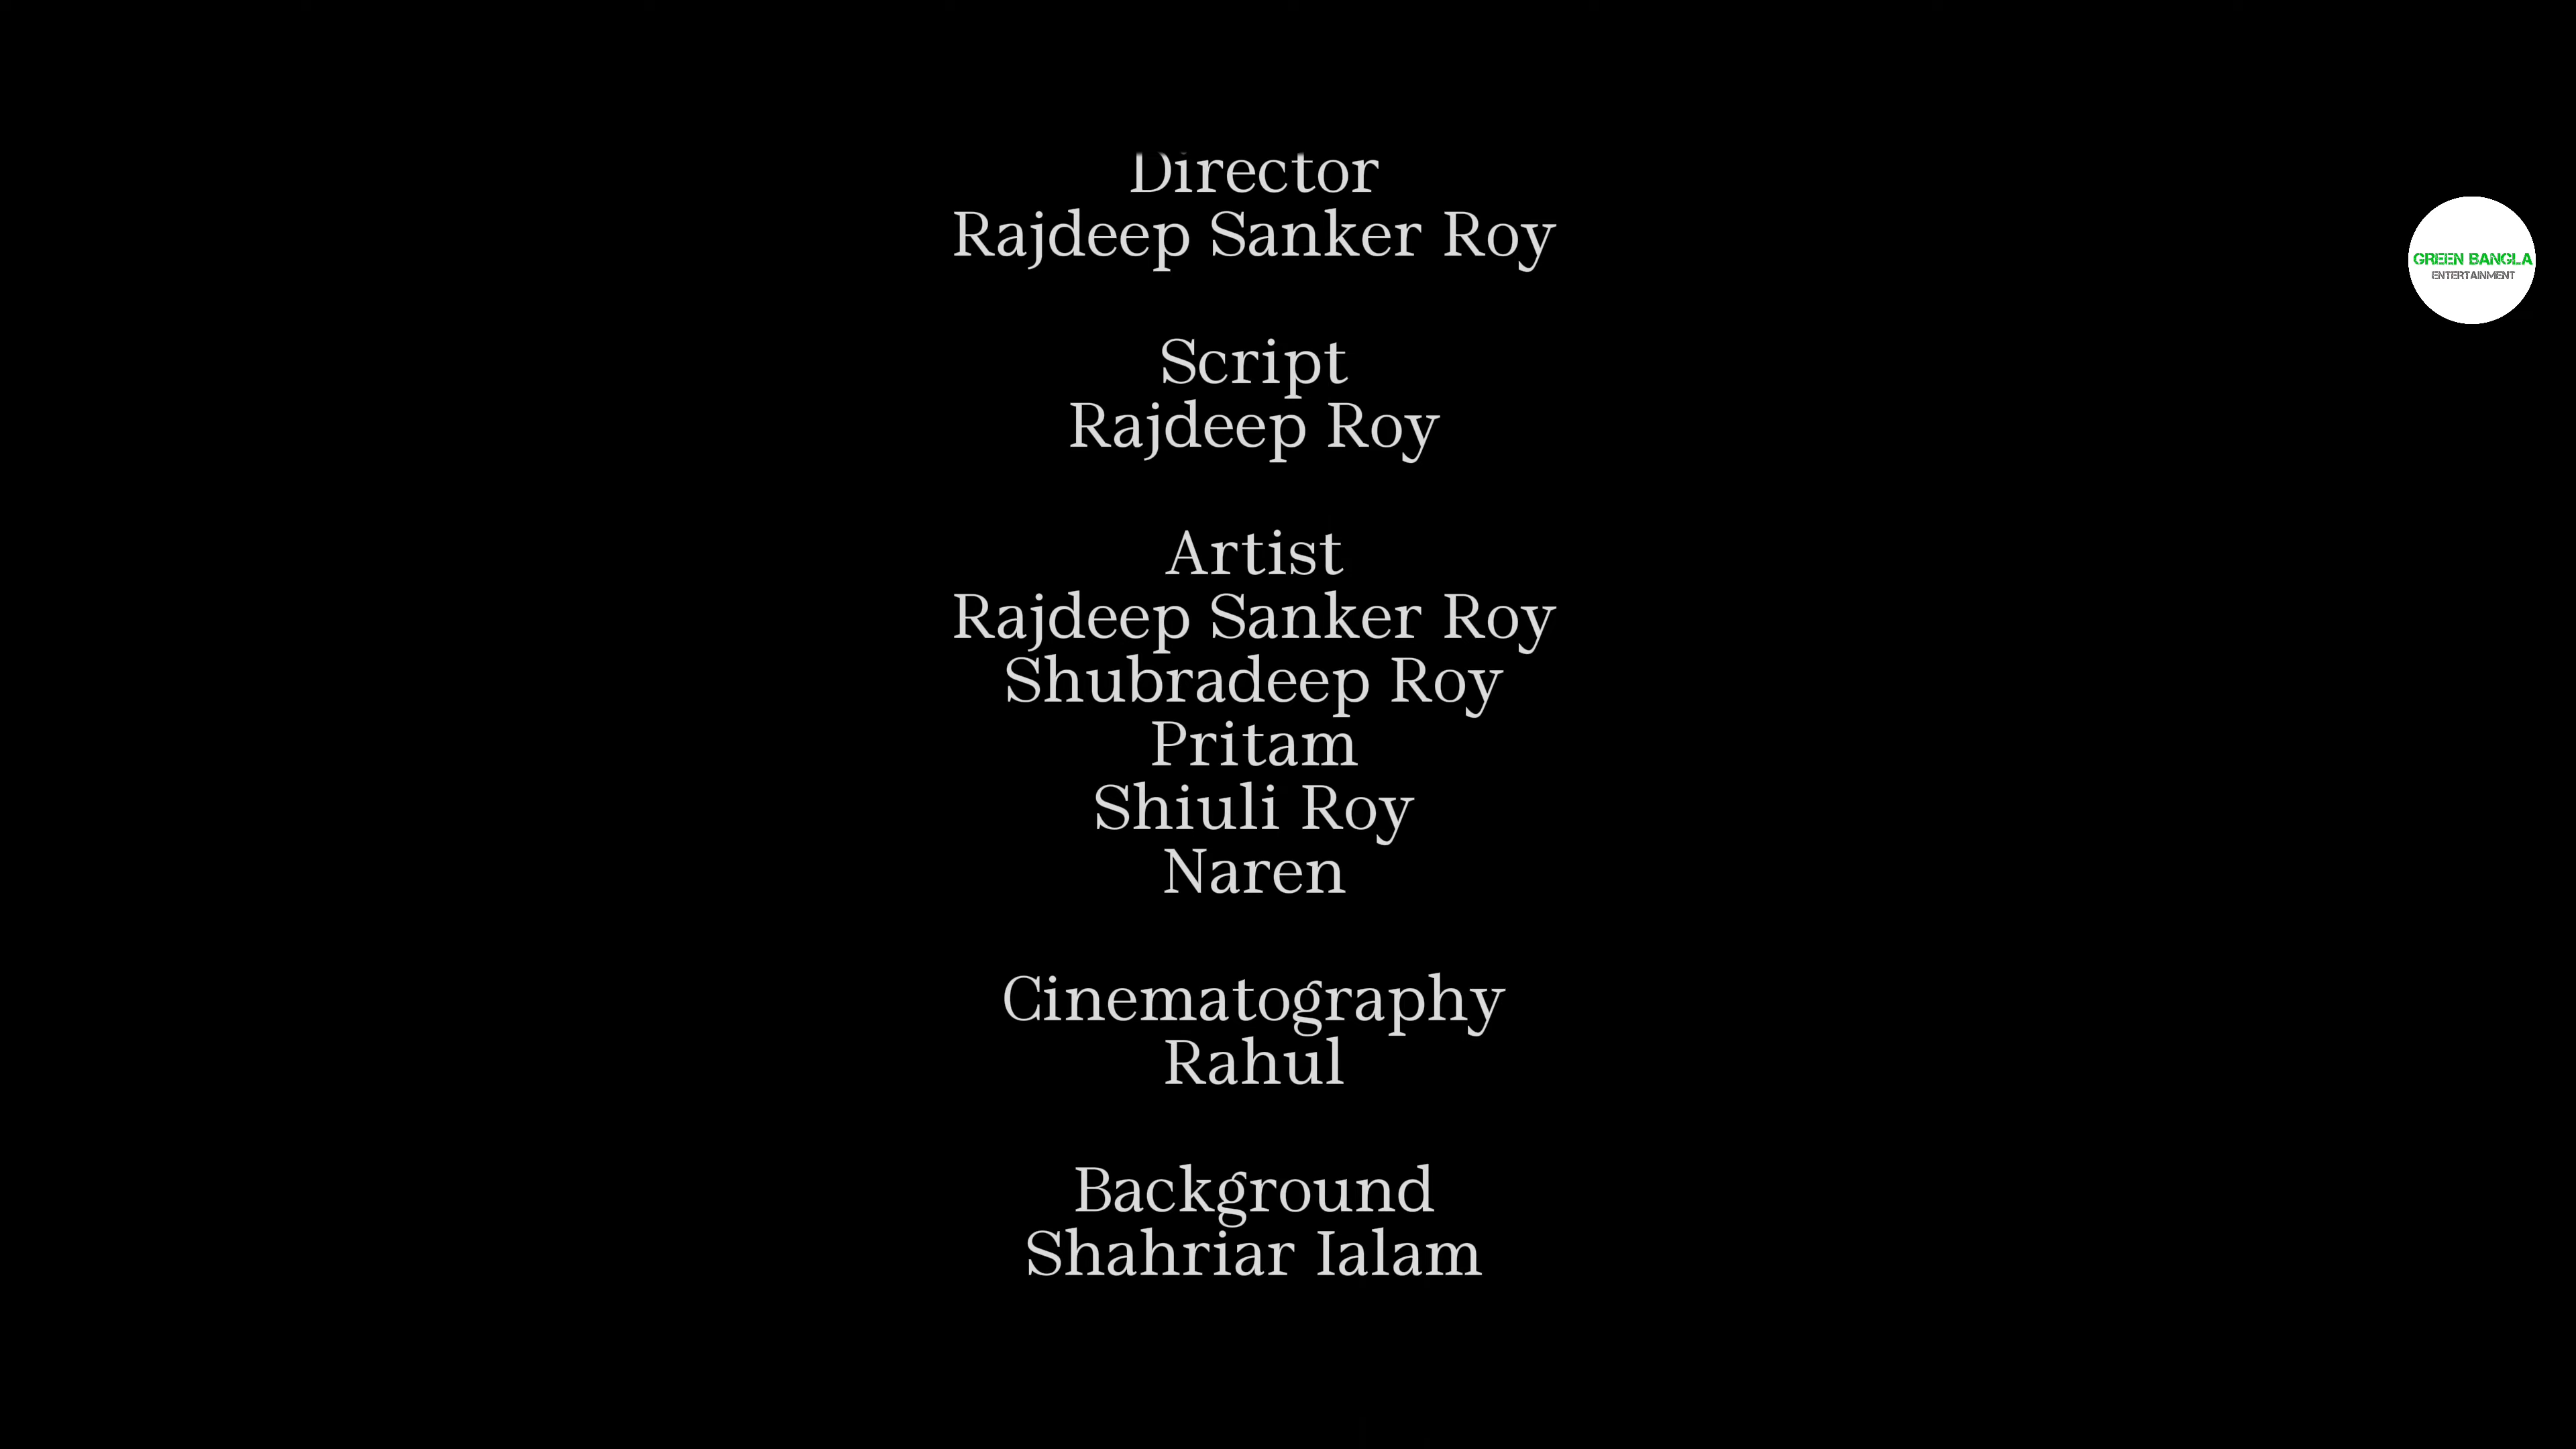 Director
Rajdeep Sanker Roy
Script
Rajdeep Roy
Artist
Rajdeep Sanker Roy
Shubradeep Roy
Pritam
Shiuli Roy
Naren
Cinematography
Rahul
Background
Shahriar Ialam
GREEN BANGLA
ENTERTAINMENT